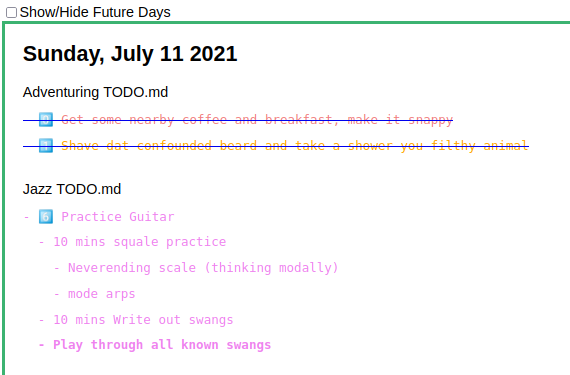 Show/Hide Future Days
Sunday, July 11 2021
Adventuring TODO.md
- Get some nearby coffee and breakfast, make it snappy
- Shave dat confounded beard and take a shower you filthy animal
Jazz TODO.md
- 6️⃣ Practice Guitar
- 10 mins squale practice
- Neverending scale (thinking modally)
- mode arps
- 10 mins Write out swangs
- Play through all known swangs